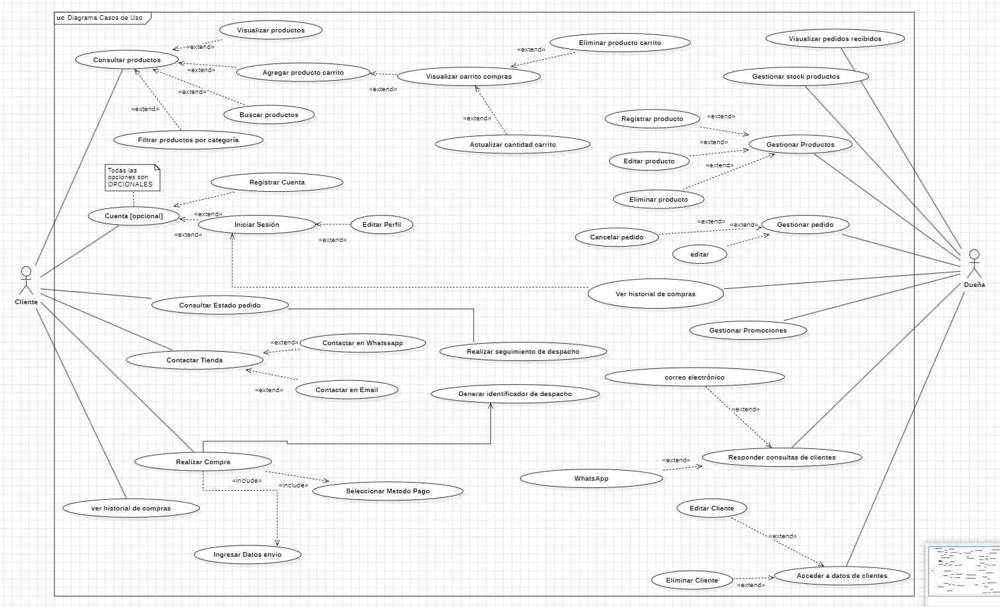 uc Diagrama Casos de Uso
Visualizar productos
«extend»
Consultar productos
«extend»
Agregar producto carrito
«extend»
Visualizar carrito compras
«extend»
Eliminar producto carrito
«extend»
Buscar productos
«extend»
Filtrar productos por categoría
«extend»
Actualizar cantidad carrito
Visualizar pedidos recibidos
Gestionar stock productos
Registrar producto
«extend»
Gestionar Productos
«extend»
Editar producto
«extend»
Eliminar producto
Todas las
opciones son
OPCIONALES
Registrar Cuenta
Cuenta [opcional]
«extend»
Iniciar Sesión
«extend»
Editar Perfil
«extend»
Cancelar pedido
«extend»
«extend»
Gestionar pedido
editar
Cliente
Dueña
Ver historial de compras
Consultar Estado pedido
Gestionar Promociones
Contactar Tienda
«extend»
Contactar en Whatssapp
Realizar seguimiento de despacho
«extend»
Contactar en Email
Generar identificador de despacho
correo electrónico
«extend»
Realizar Compra
«include»
«include»
Seleccionar Metodo Pago
WhatsApp
«extend»
Responder consultas de clientes
ver historial de compras
Ingresar Datos envio
Editar Cliente
«extend»
Eliminar Cliente
«extend»
Acceder a datos de clientes